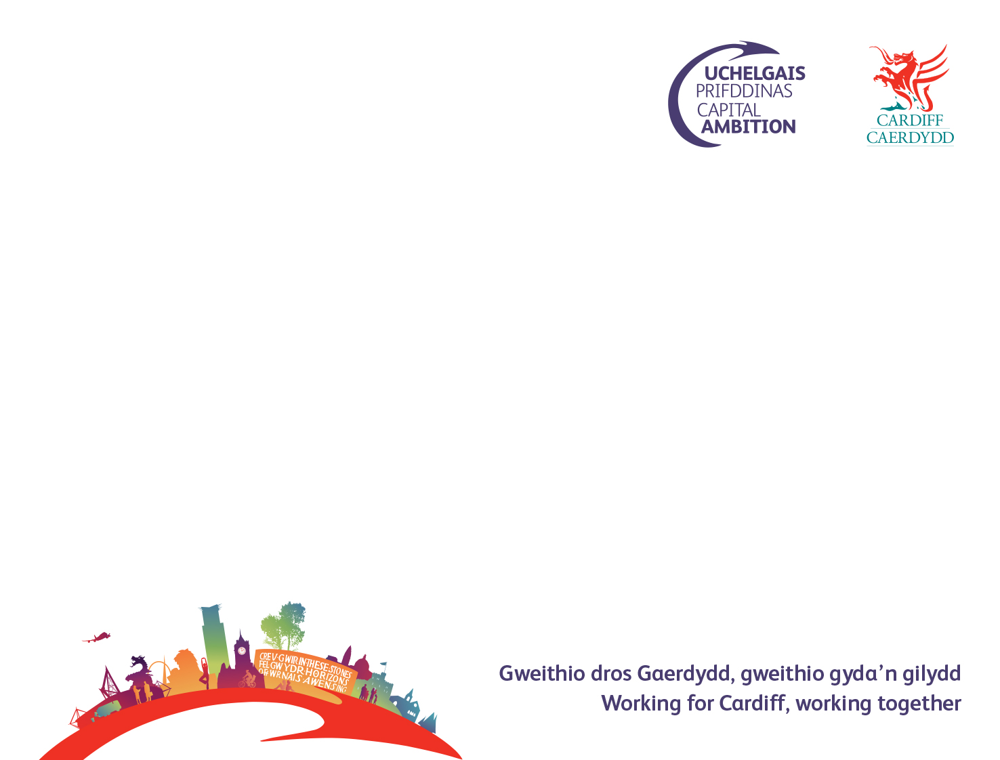 UCHELGAIS
PRIFDDINAS
CAPITAL
AMBITION
CARDIFF
CAERDYDD
CREV·GWIR IN·THESE·STONES
FEL GWYDR·HORIZONS
O FFWRNAIS·AWEN SING
Gweithio dros Gaerdydd, gweithio gyda’n gilydd
Working for Cardiff, working together